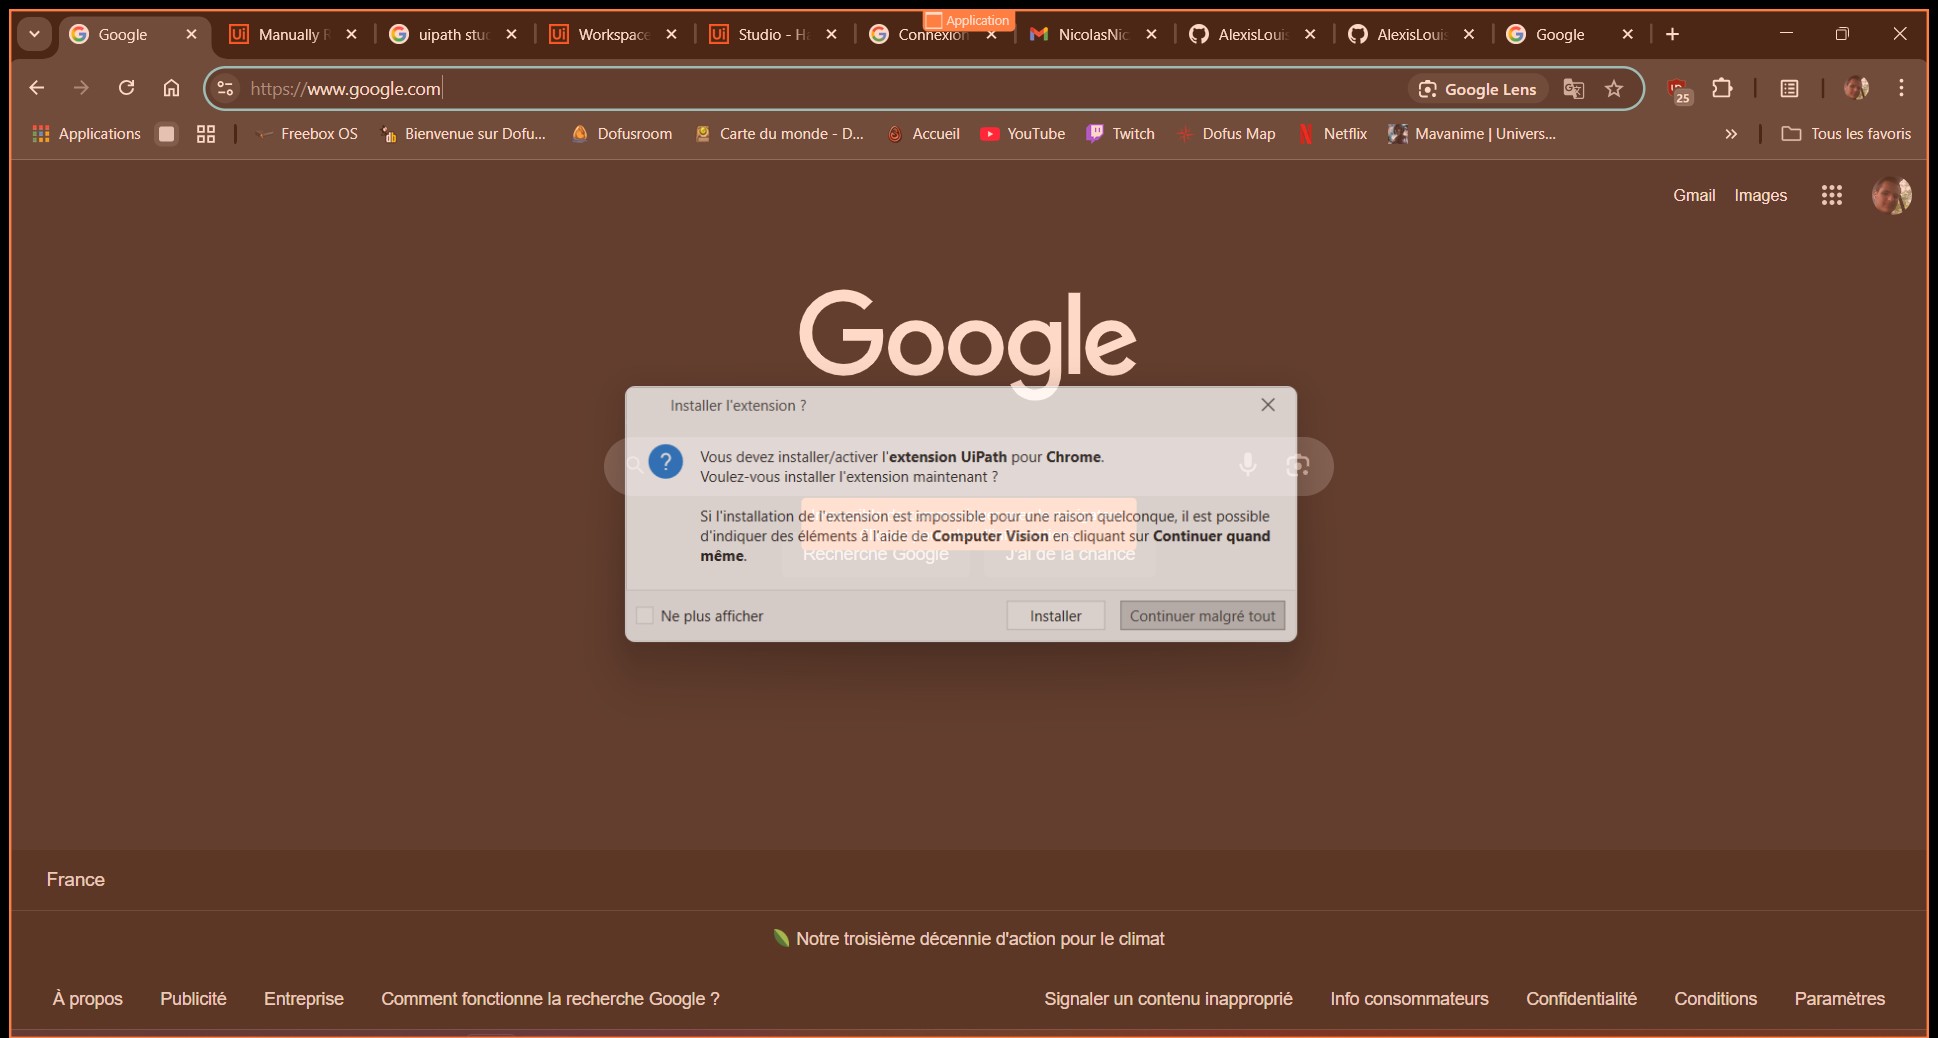 Application
Google
Manually R
uipath stud
Workspace
Studio - Ha
Connexion
NicolasNic
AlexisLouis
AlexisLouis
Google
https://www.google.com
Google Lens
25
Applications
Freebox OS
Bienvenue sur Dofu...
Dofusroom
Carte du monde - D...
Accueil
YouTube
Twitch
Dofus Map
Netflix
Mavanime | Univers...
Tous les favoris
Gmail
Images
Google
Installer l'extension ?
Vous devez installer/activer l'extension UiPath pour Chrome.
Voulez-vous installer l'extension maintenant ?
Si l'installation de l'extension est impossible pour une raison quelconque, il est possible
d'indiquer des éléments à l'aide de Computer Vision en cliquant sur Continuer quand
même.
Recherche Google
J'ai de la chance
Ne plus afficher
Installer
Continuer malgré tout
France
Notre troisième décennie d'action pour le climat
À propos
Publicité
Entreprise
Comment fonctionne la recherche Google ?
Signaler un contenu inapproprié
Info consommateurs
Confidentialité
Conditions
Paramètres